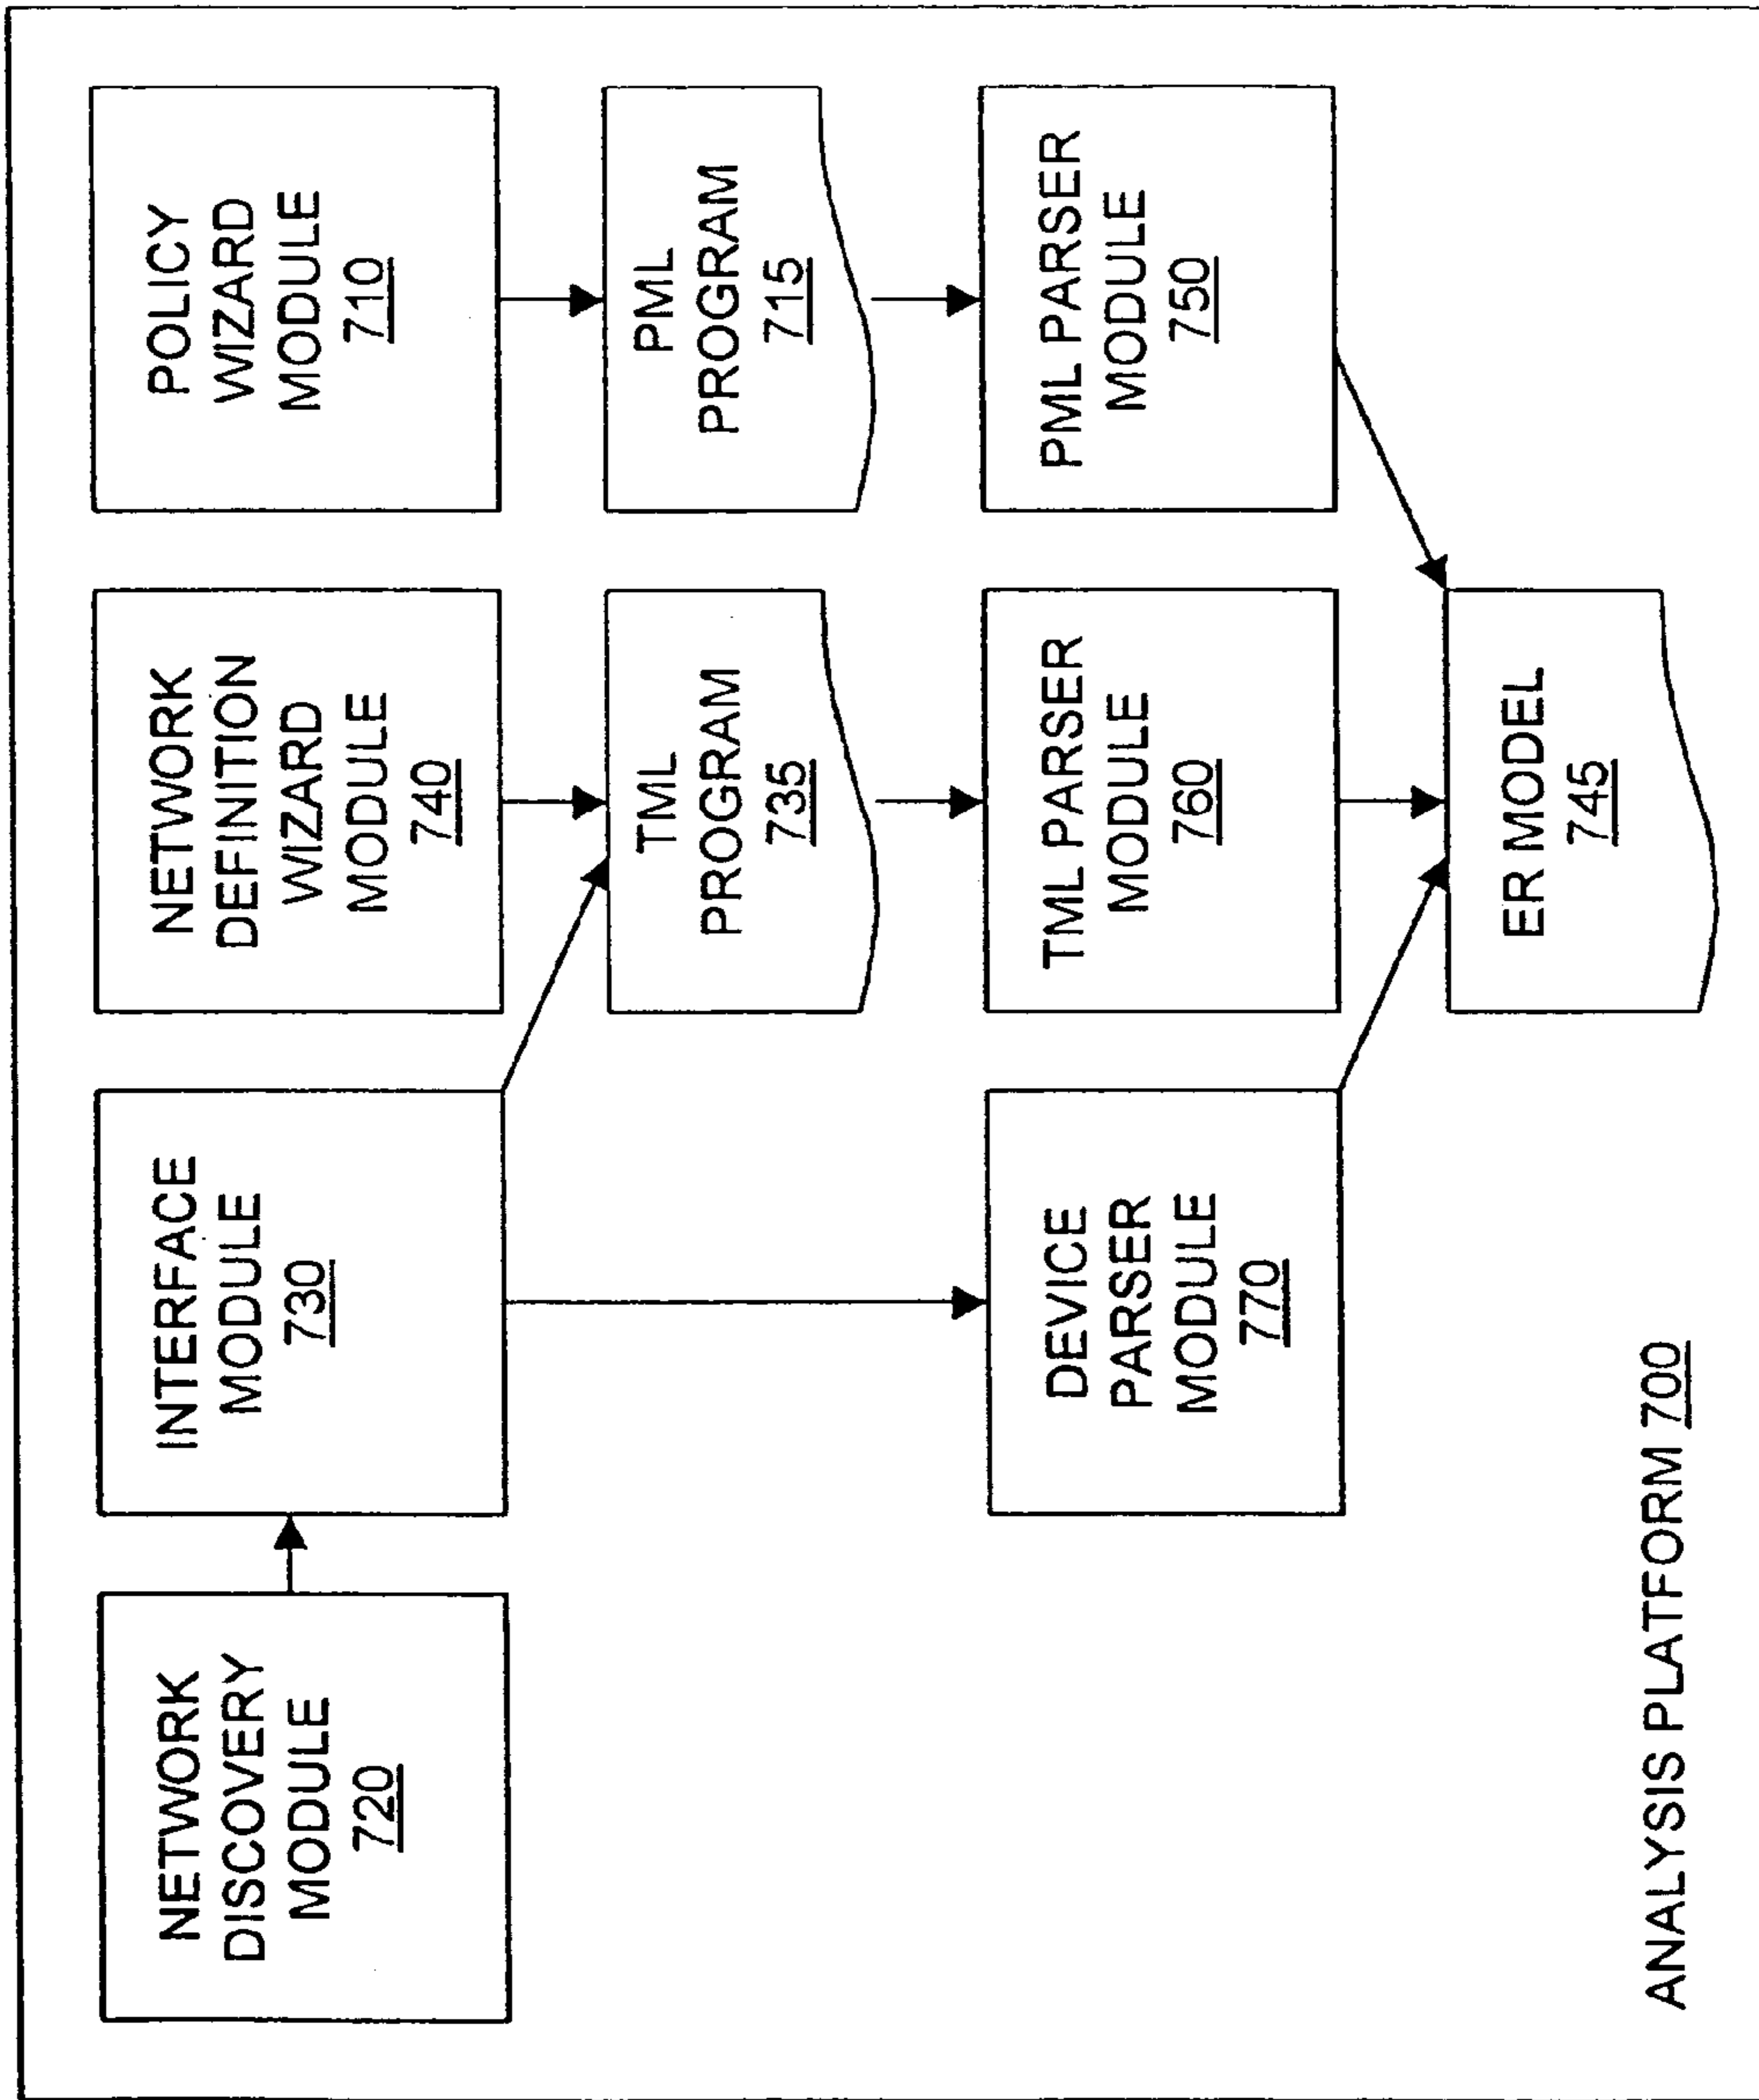 NETWORK
DISCOVERY
MODULE
720
INTERFACE
MODULE
730
NETWORK
DEFINITION
WIZARD
MODULE
740
POLICY
WIZARD
MODULE
710
TML
PROGRAM
735
PML
PROGRAM
715
DEVICE
PARSER
MODULE
770
TML PARSER
MODULE
760
PML PARSER
MODULE
750
ER MODEL
745
ANALYSIS PLATFORM 700